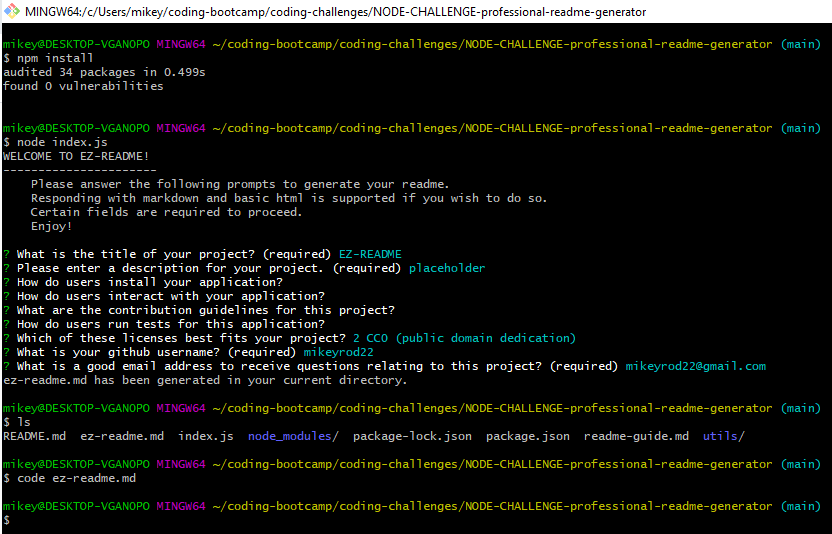 MINGW64:/c/Users/mikey/coding-bootcamp/coding-challenges/NODE-CHALLENGE-professional-readme-generator
mikey@DESKTOP-VGANOPO MINGW64 ~/coding-bootcamp/coding-challenges/NODE-CHALLENGE-professional-readme-generator (main)
$ npm install
audited 34 packages in 0.499s
found 0 vulnerabilities
mikey@DESKTOP-VGANOPO MINGW64 ~/coding-bootcamp/coding-challenges/NODE-CHALLENGE-professional-readme-generator (main)
$ node index.js
WELCOME TO EZ-README!
----------------------
Please answer the following prompts to generate your readme.
Responding with markdown and basic html is supported if you wish to do so.
Certain fields are required to proceed.
Enjoy!
? What is the title of your project? (required) EZ-README
? Please enter a description for your project. (required) placeholder
? How do users install your application?
? How do users interact with your application?
? What are the contribution guidelines for this project?
? How do users run tests for this application?
? Which of these licenses best fits your project? 2 CC0 (public domain dedication)
? What is your github username? (required) mikeyrod22
? What is a good email address to receive questions relating to this project? (required) mikeyrod22@gmail.com
ez-readme.md has been generated in your current directory.
mikey@DESKTOP-VGANOPO MINGW64 ~/coding-bootcamp/coding-challenges/NODE-CHALLENGE-professional-readme-generator (main)
$ ls
README.md  ez-readme.md  index.js  node_modules/  package-lock.json  package.json  readme-guide.md  utils/
mikey@DESKTOP-VGANOPO MINGW64 ~/coding-bootcamp/coding-challenges/NODE-CHALLENGE-professional-readme-generator (main)
$ code ez-readme.md
mikey@DESKTOP-VGANOPO MINGW64 ~/coding-bootcamp/coding-challenges/NODE-CHALLENGE-professional-readme-generator (main)
$